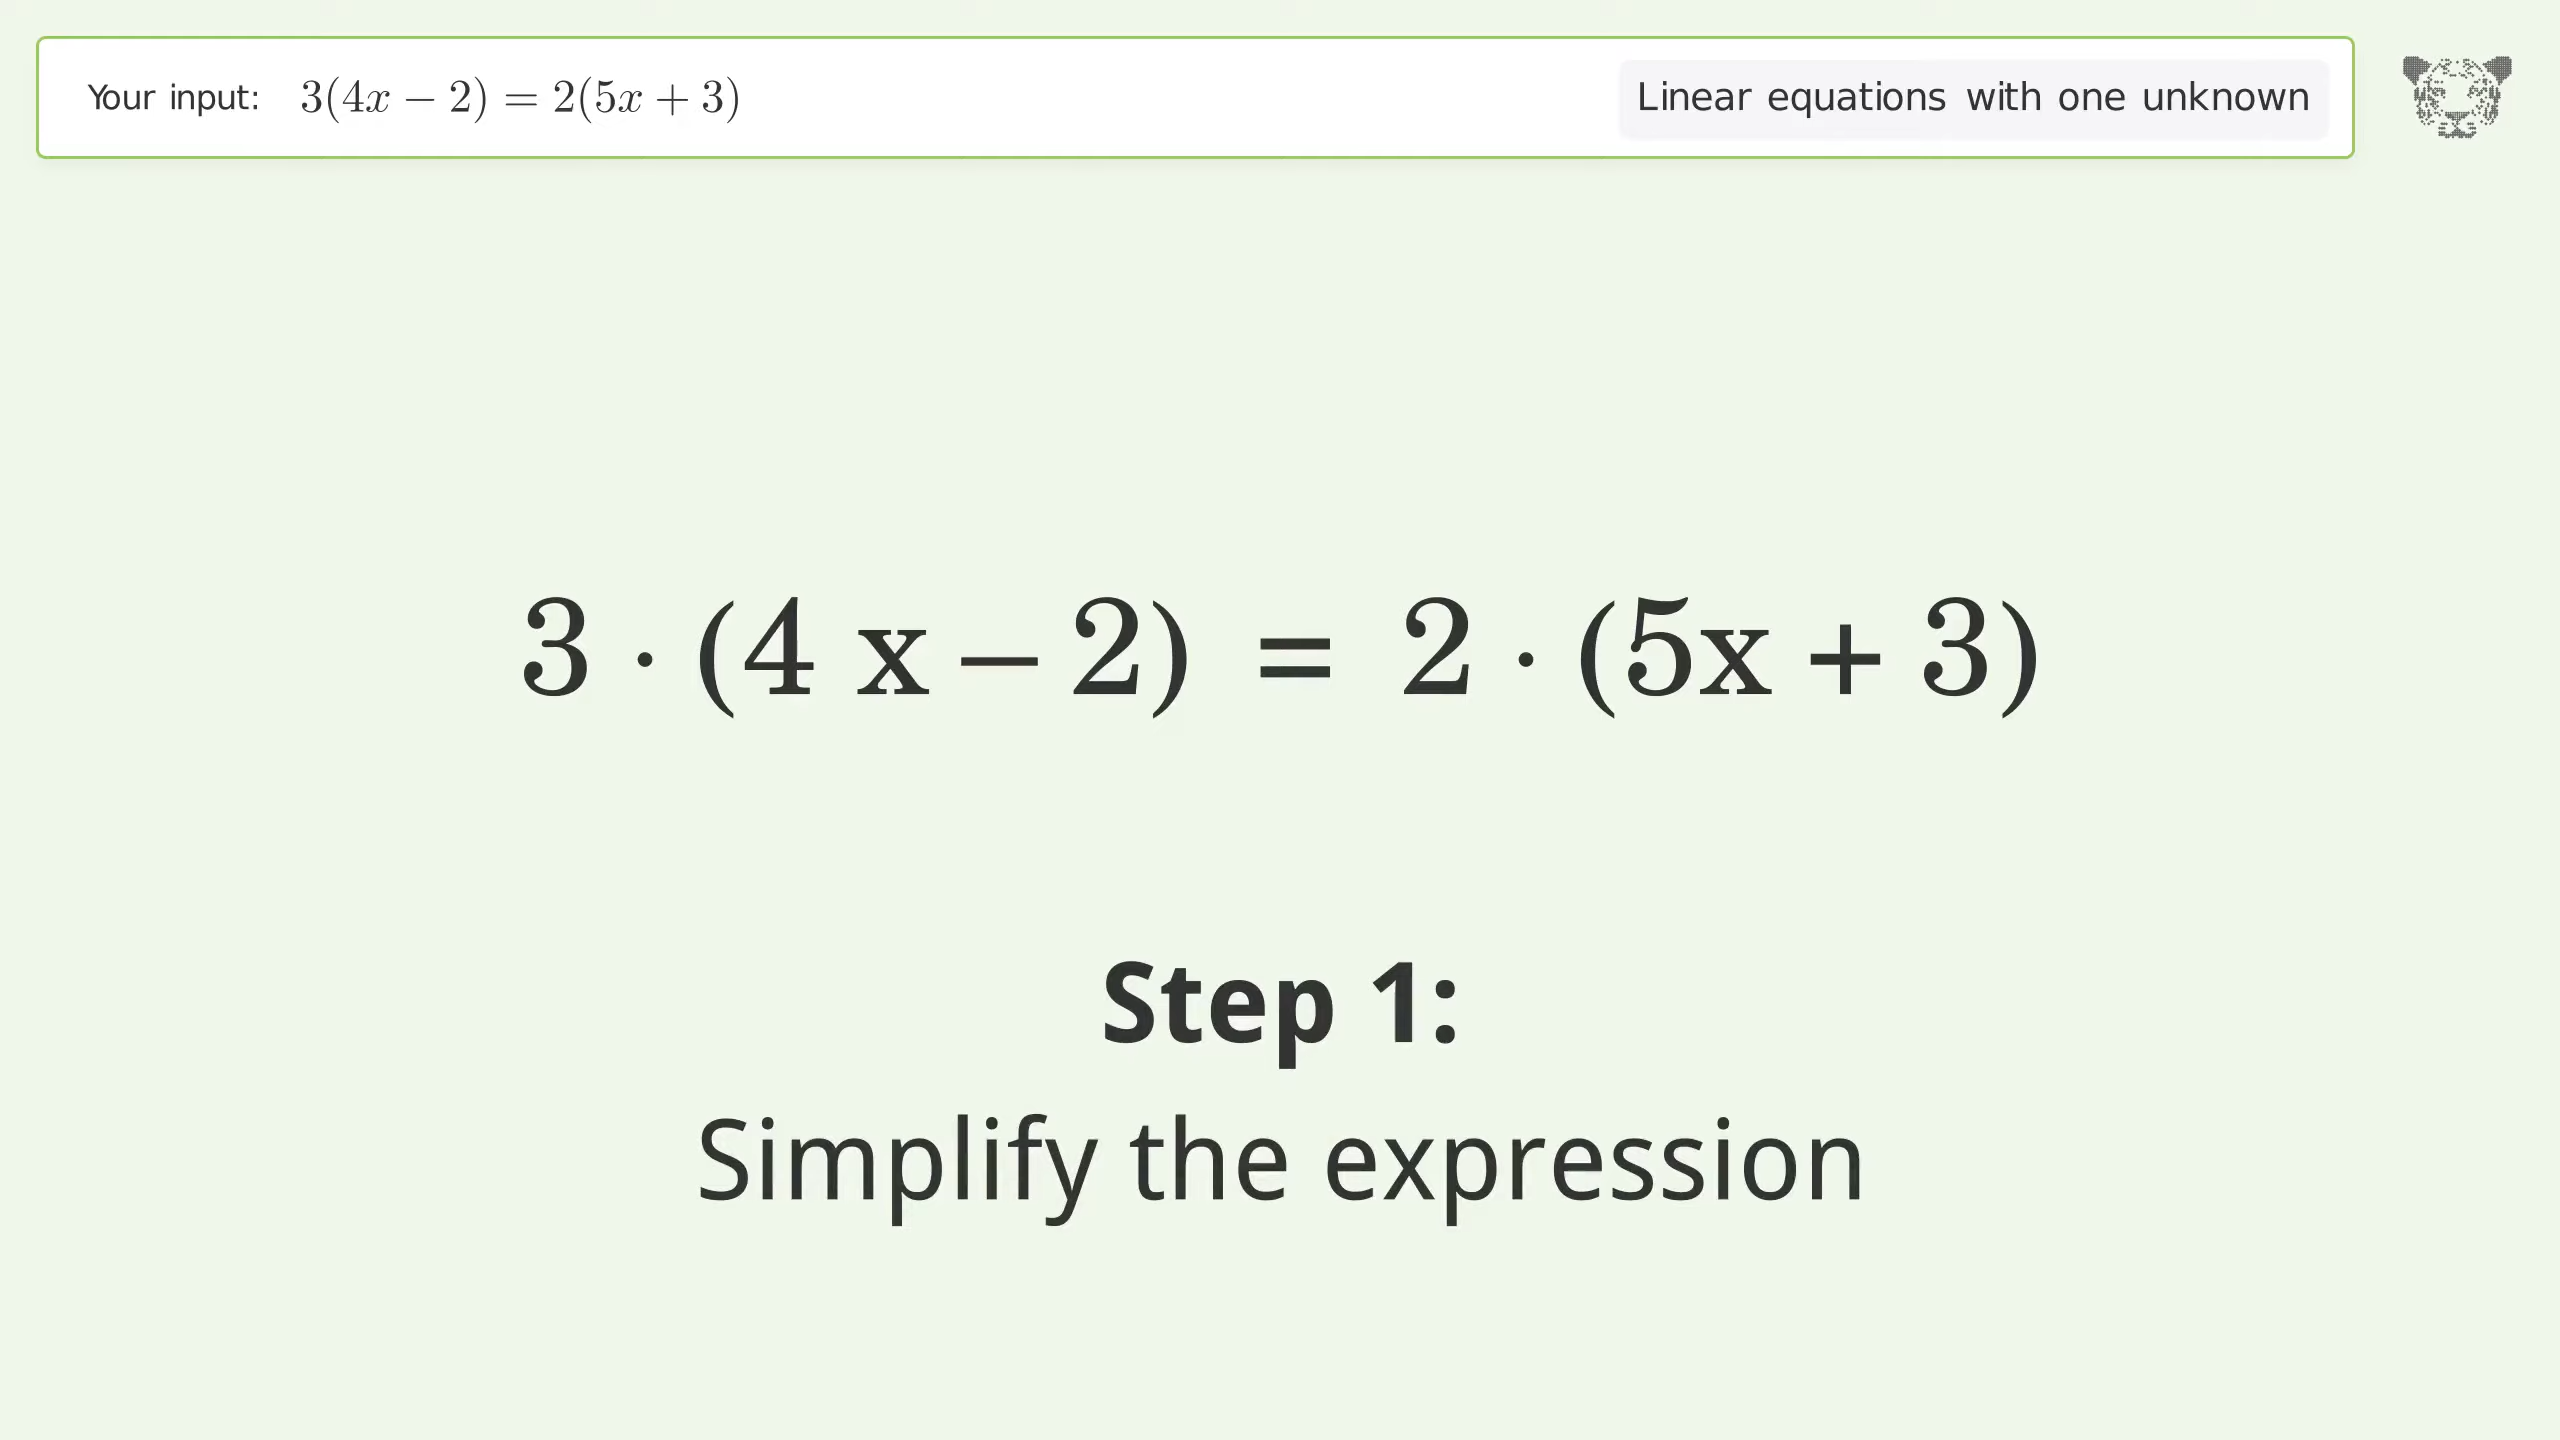 Your input: 3(4x − 2) = 2(5x + 3)
Linear equations with one unknown
3 · (4 x − 2) = 2 · (5x + 3)
Step 1:
Simplify the expression